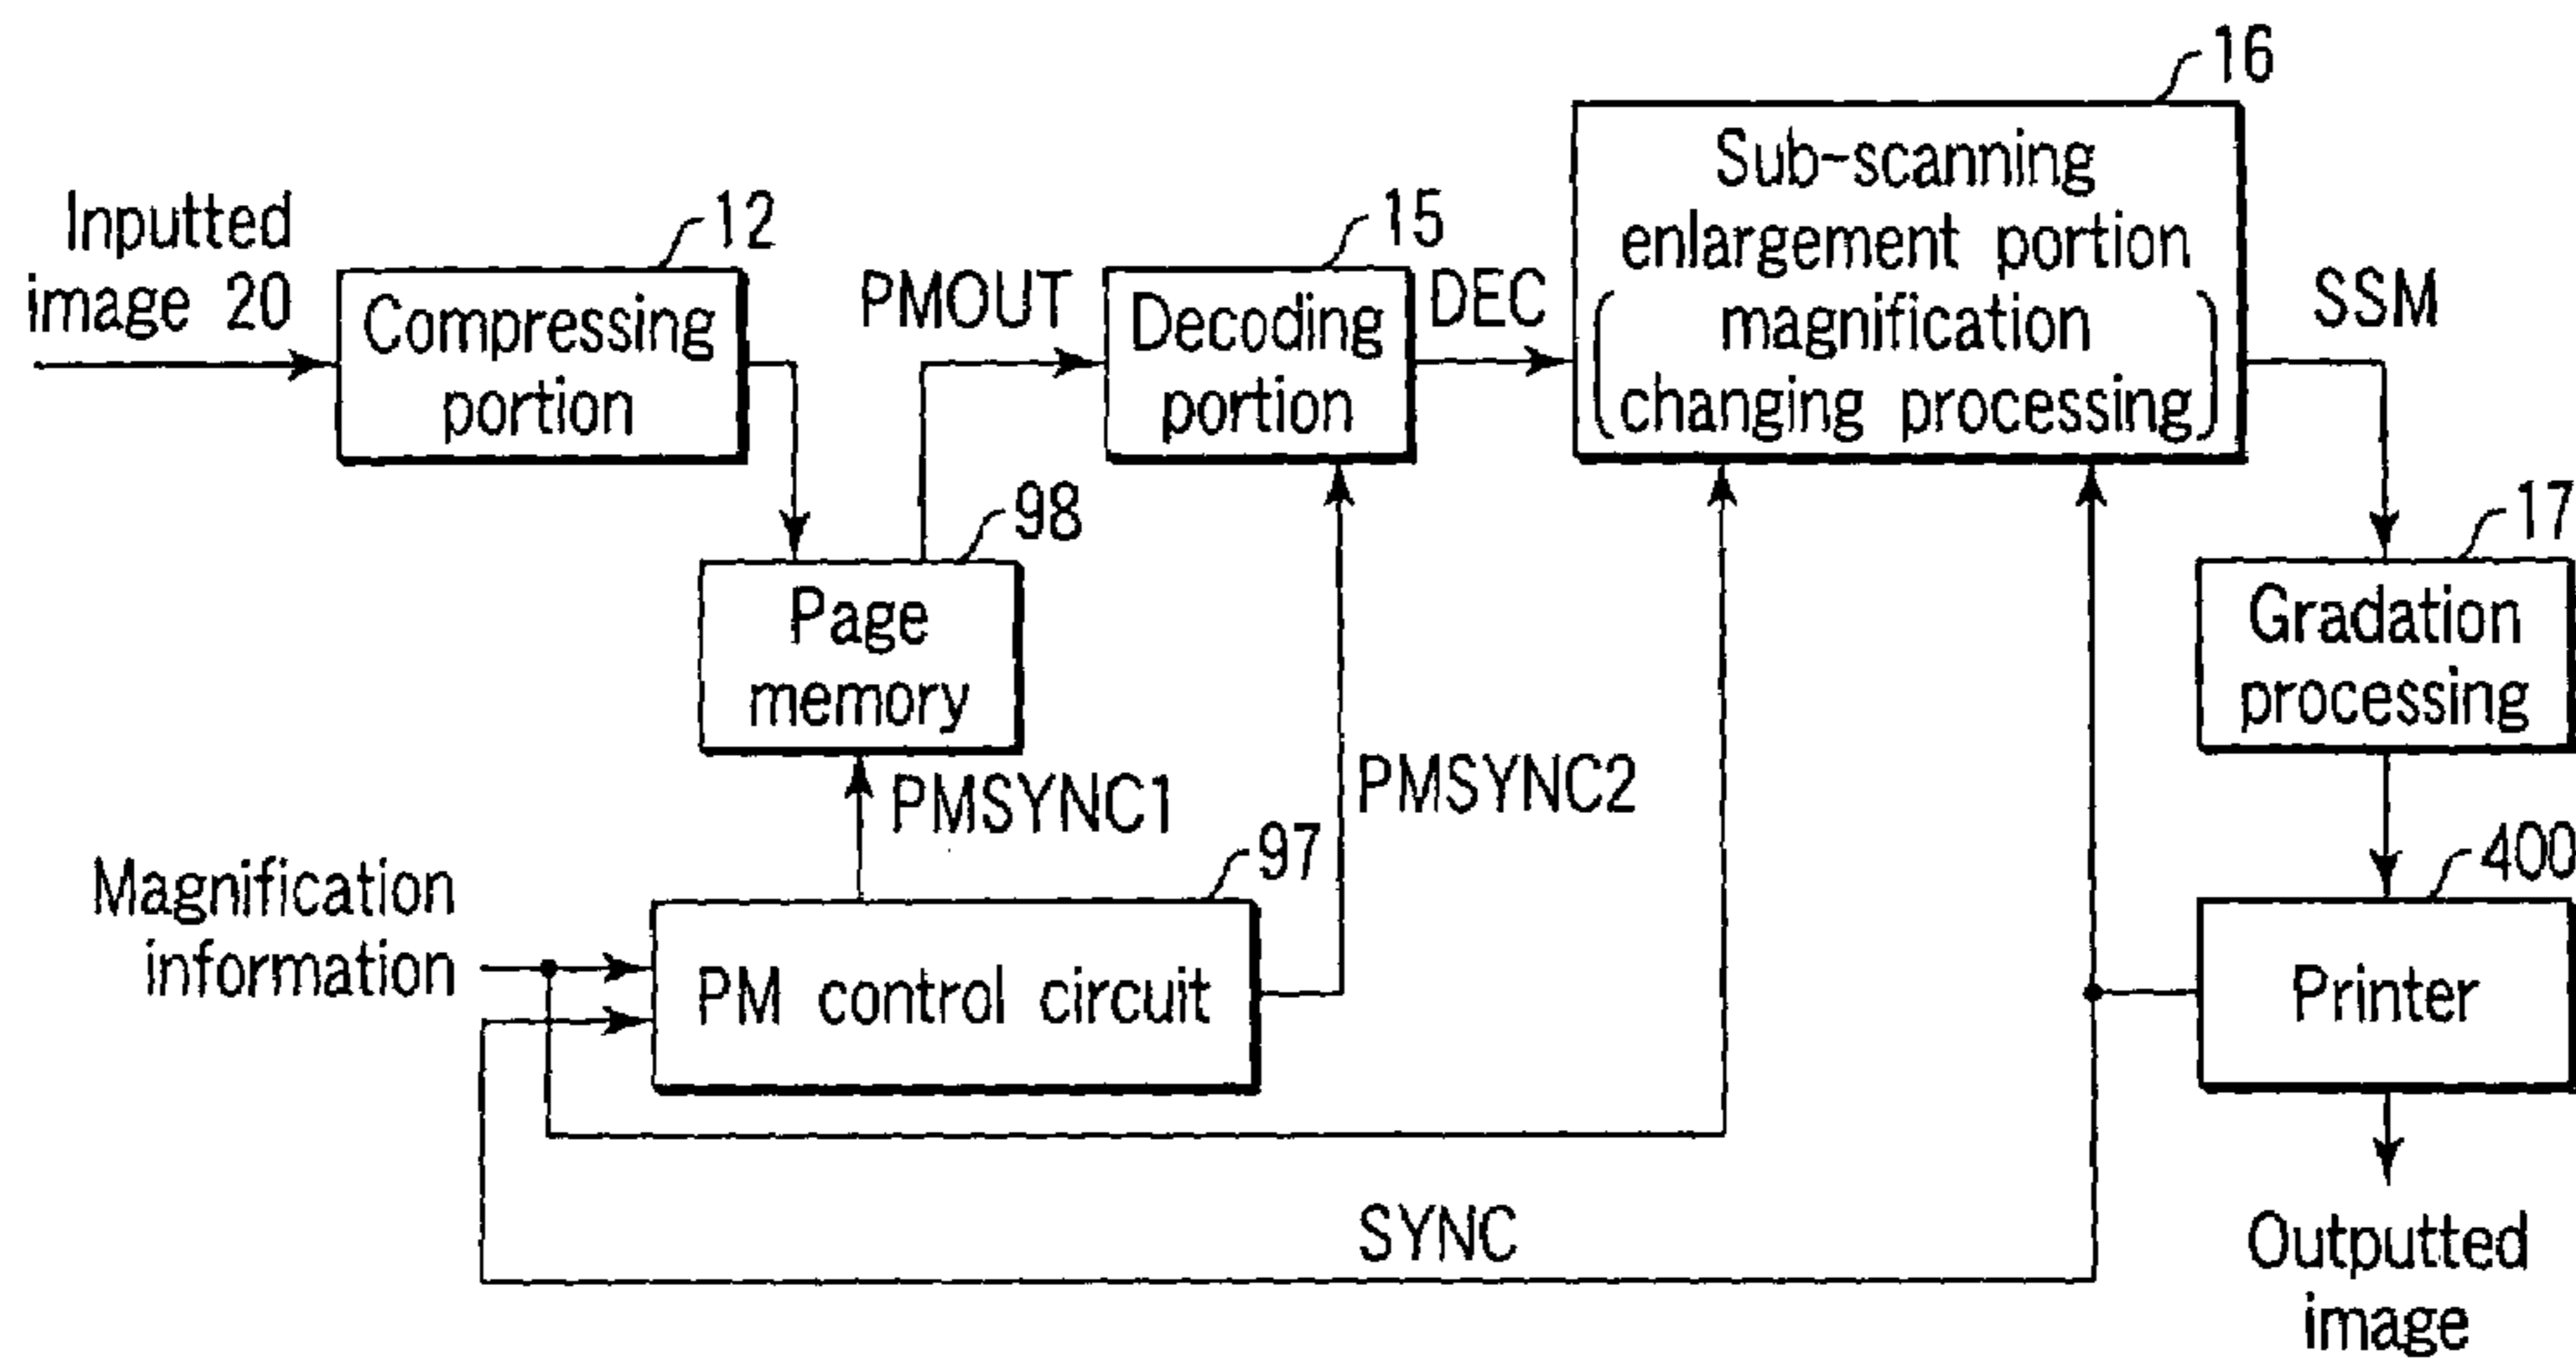 16
Sub-scanning
enlargement portion
magnification
changing processing
Inputted
image 20
12
Compressing
portion
PMOUT
15
Decoding
portion
DEC
SSM
98
Page
memory
17
Gradation
processing
PMSYNC1
PMSYNC2
Magnification
information
97
PM control circuit
400
Printer
SYNC
Outputted
image